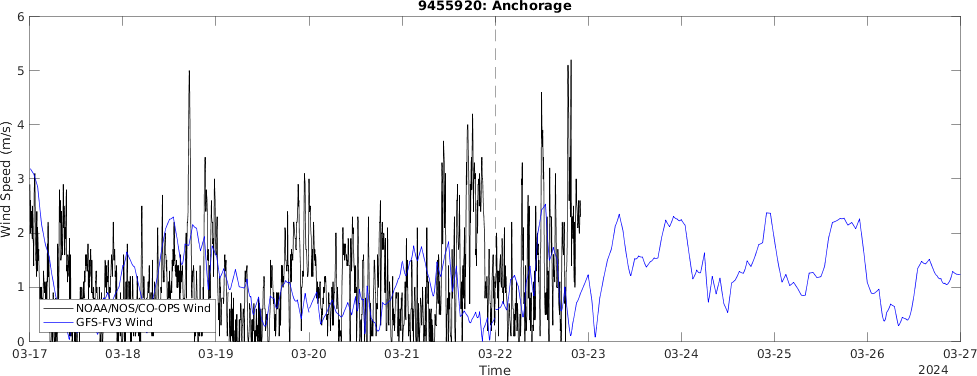 9455920: Anchorage
6
5
4
3
2
1
0
Wind Speed (m/s)
NOAA/NOS/CO-OPS Wind
GFS-FV3 Wind
03-17 03-18 03-19 03-20 03-21 03-22 03-23 03-24 03-25 03-26 03-27
Time
2024